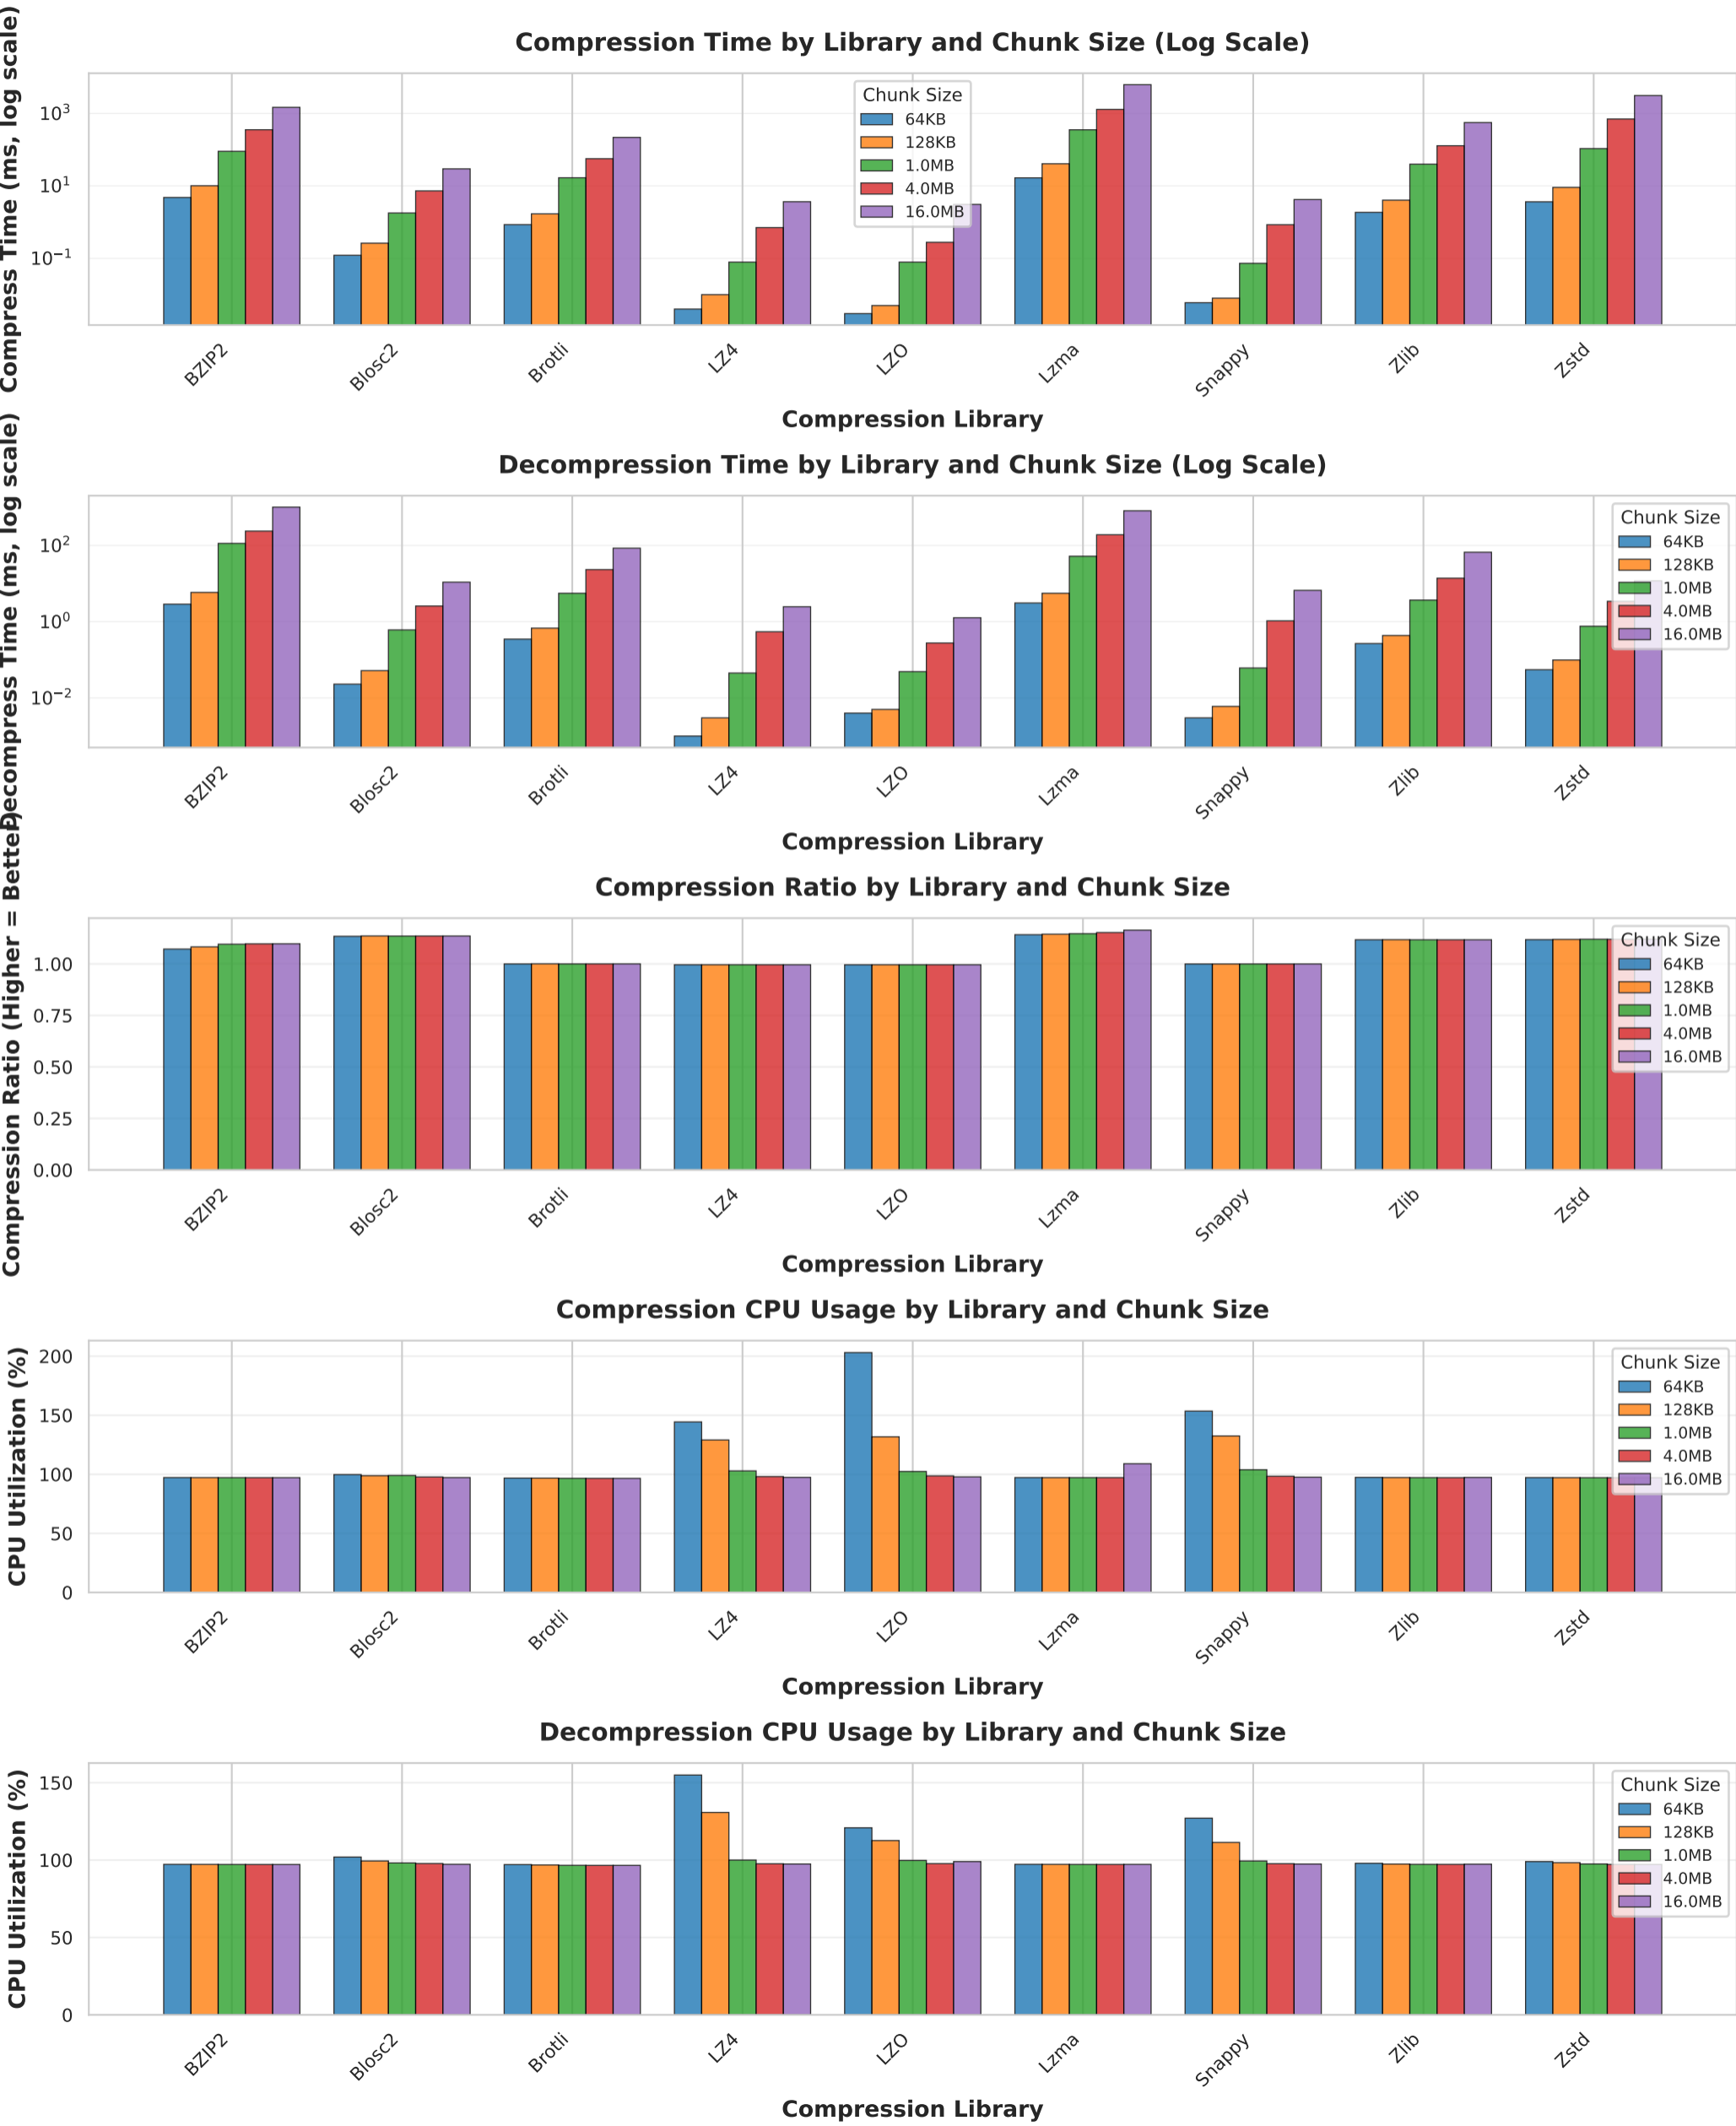 Compression Time by Library and Chunk Size (Log Scale)
Compress Time (ms, log scale)
10³
10¹
10⁻¹
Chunk Size
64KB
128KB
1.0MB
4.0MB
16.0MB
BZIP2
Blosc2
Brotli
LZ4
LZO
Lzma
Snappy
Zlib
Zstd
Compression Library
Decompression Time by Library and Chunk Size (Log Scale)
Decompress Time (ms, log scale)
10²
10⁰
10⁻²
Chunk Size
64KB
128KB
1.0MB
4.0MB
16.0MB
BZIP2
Blosc2
Brotli
LZ4
LZO
Lzma
Snappy
Zlib
Zstd
Compression Library
Compression Ratio by Library and Chunk Size
Compression Ratio (Higher = Better)
1.00
0.75
0.50
0.25
0.00
Chunk Size
64KB
128KB
1.0MB
4.0MB
16.0MB
BZIP2
Blosc2
Brotli
LZ4
LZO
Lzma
Snappy
Zlib
Zstd
Compression Library
Compression CPU Usage by Library and Chunk Size
CPU Utilization (%)
200
150
100
50
0
Chunk Size
64KB
128KB
1.0MB
4.0MB
16.0MB
BZIP2
Blosc2
Brotli
LZ4
LZO
Lzma
Snappy
Zlib
Zstd
Compression Library
Decompression CPU Usage by Library and Chunk Size
CPU Utilization (%)
150
100
50
0
Chunk Size
64KB
128KB
1.0MB
4.0MB
16.0MB
BZIP2
Blosc2
Brotli
LZ4
LZO
Lzma
Snappy
Zlib
Zstd
Compression Library